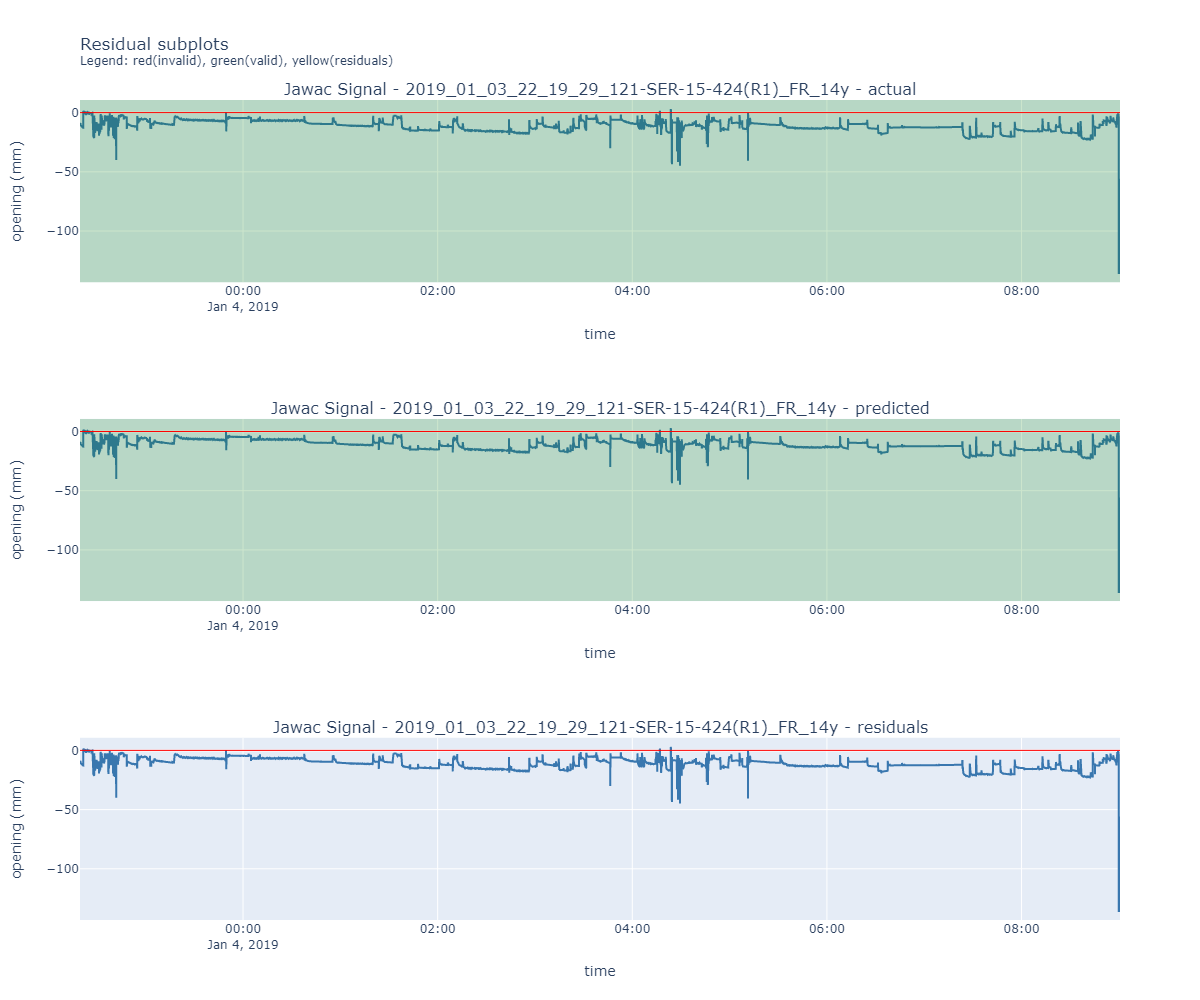 Residual subplots
Legend: red(invalid), green(valid), yellow(residuals)
Jawac Signal - 2019_01_03_22_19_29_121-SER-15-424(R1)_FR_14y - actual
0
−50
−100
opening (mm)
00:00
02:00
04:00
06:00
08:00
Jan 4, 2019
time
Jawac Signal - 2019_01_03_22_19_29_121-SER-15-424(R1)_FR_14y - predicted
0
−50
−100
opening (mm)
00:00
02:00
04:00
06:00
08:00
Jan 4, 2019
time
Jawac Signal - 2019_01_03_22_19_29_121-SER-15-424(R1)_FR_14y - residuals
0
−50
−100
opening (mm)
00:00
02:00
04:00
06:00
08:00
Jan 4, 2019
time